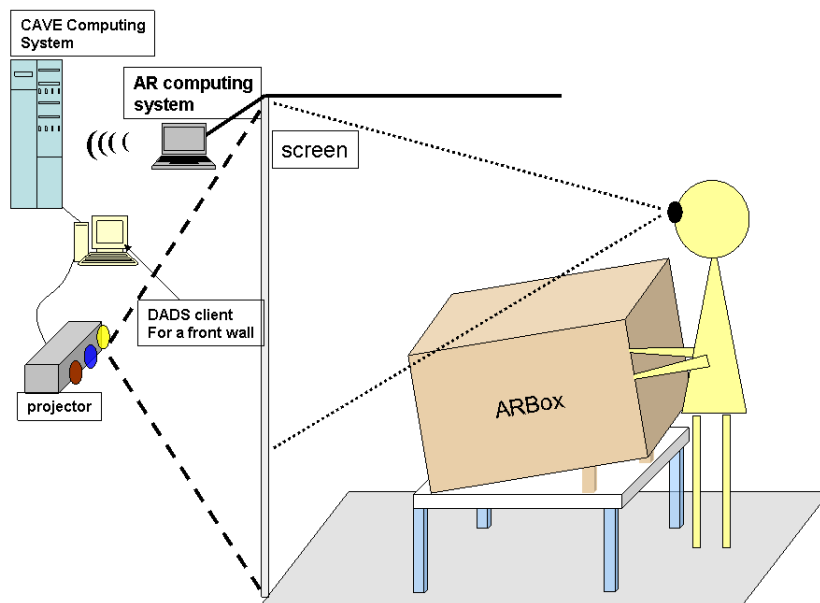 CAVE Computing
System
AR computing
system
screen
DADS client
For a front wall
projector
ARBox